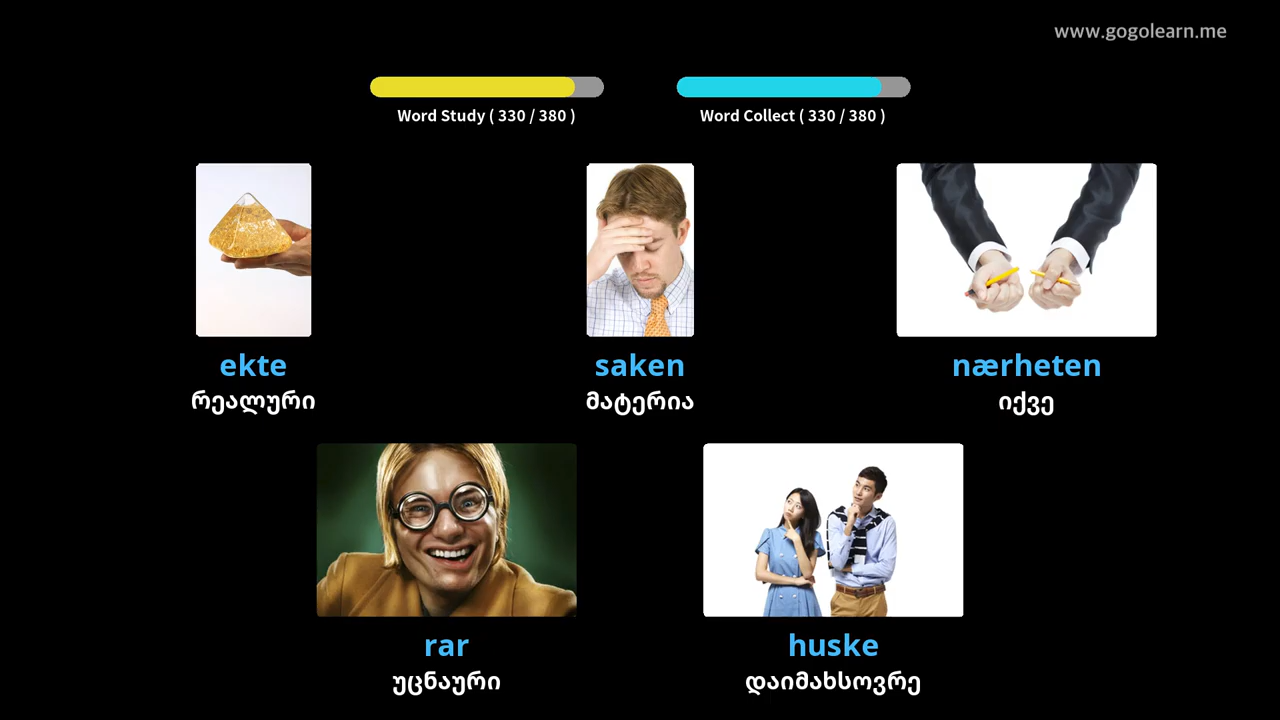 www.gogolearn.me
Word Study ( 330 / 380 )
Word Collect ( 330 / 380 )
ekte
რეალური
saken
მატერია
nærheten
იქვე
rar
უცნაური
huske
დაიმახსოვრე